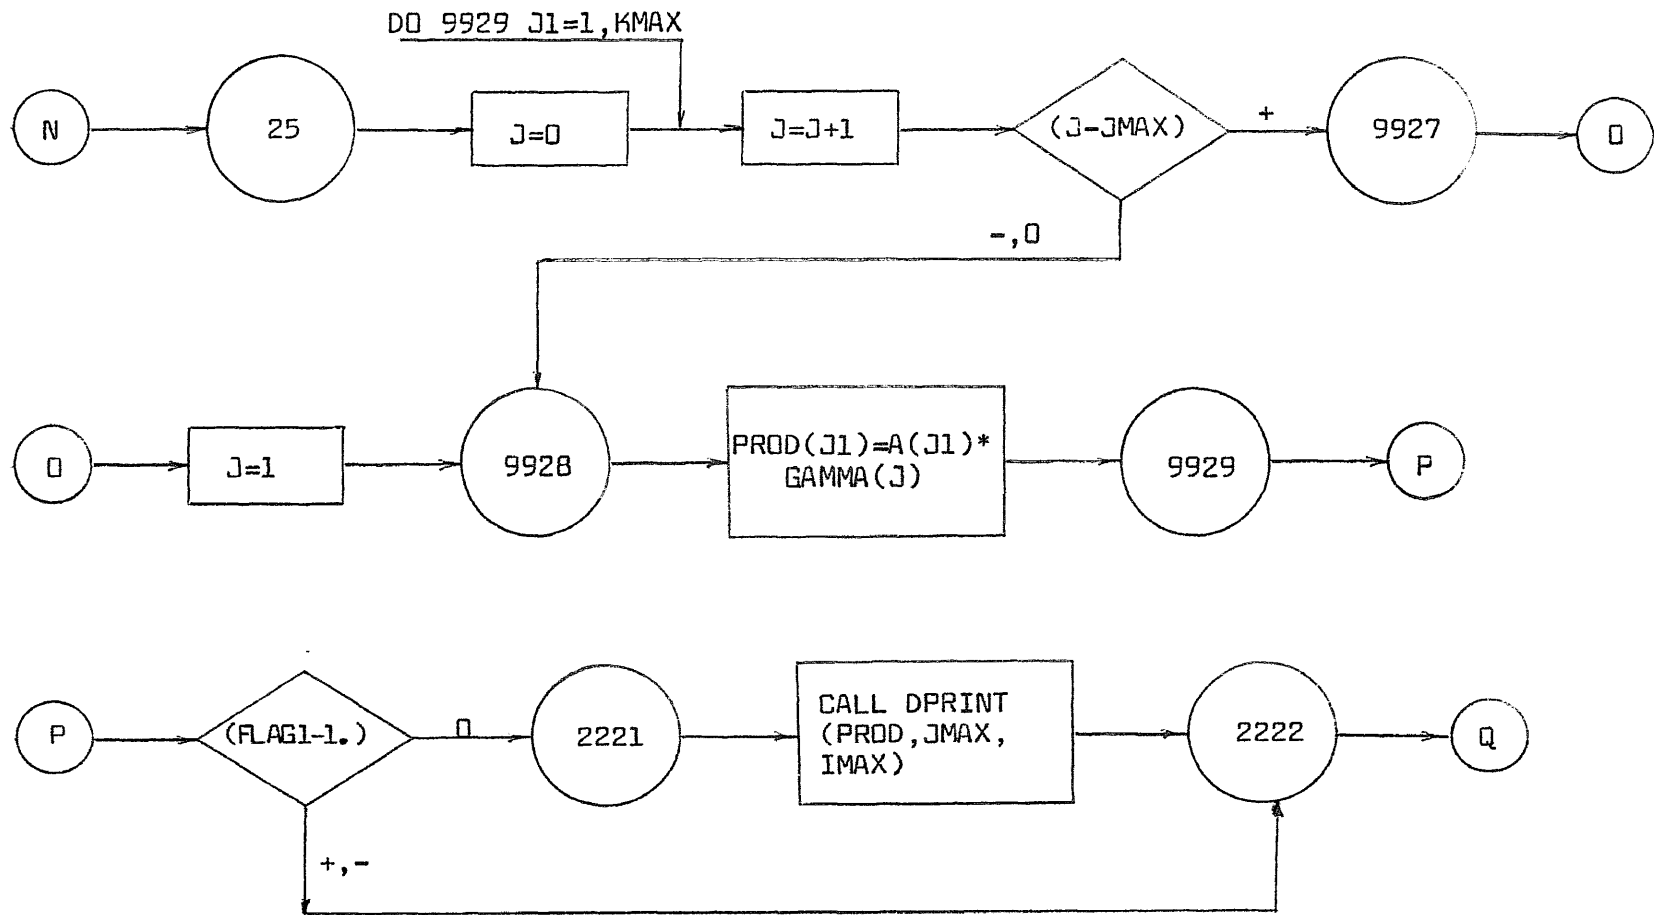 DO 9929 J1=1,KMAX
N
25
J=0
J=J+1
(J-JMAX)
+
9927
O
-,0
O
J=1
9928
PROD(J1)=A(J1)*
GAMMA(J)
9929
P
P
(FLAG1-1.)
0
2221
CALL DPRINT
(PROD,JMAX,
IMAX)
2222
Q
+,-